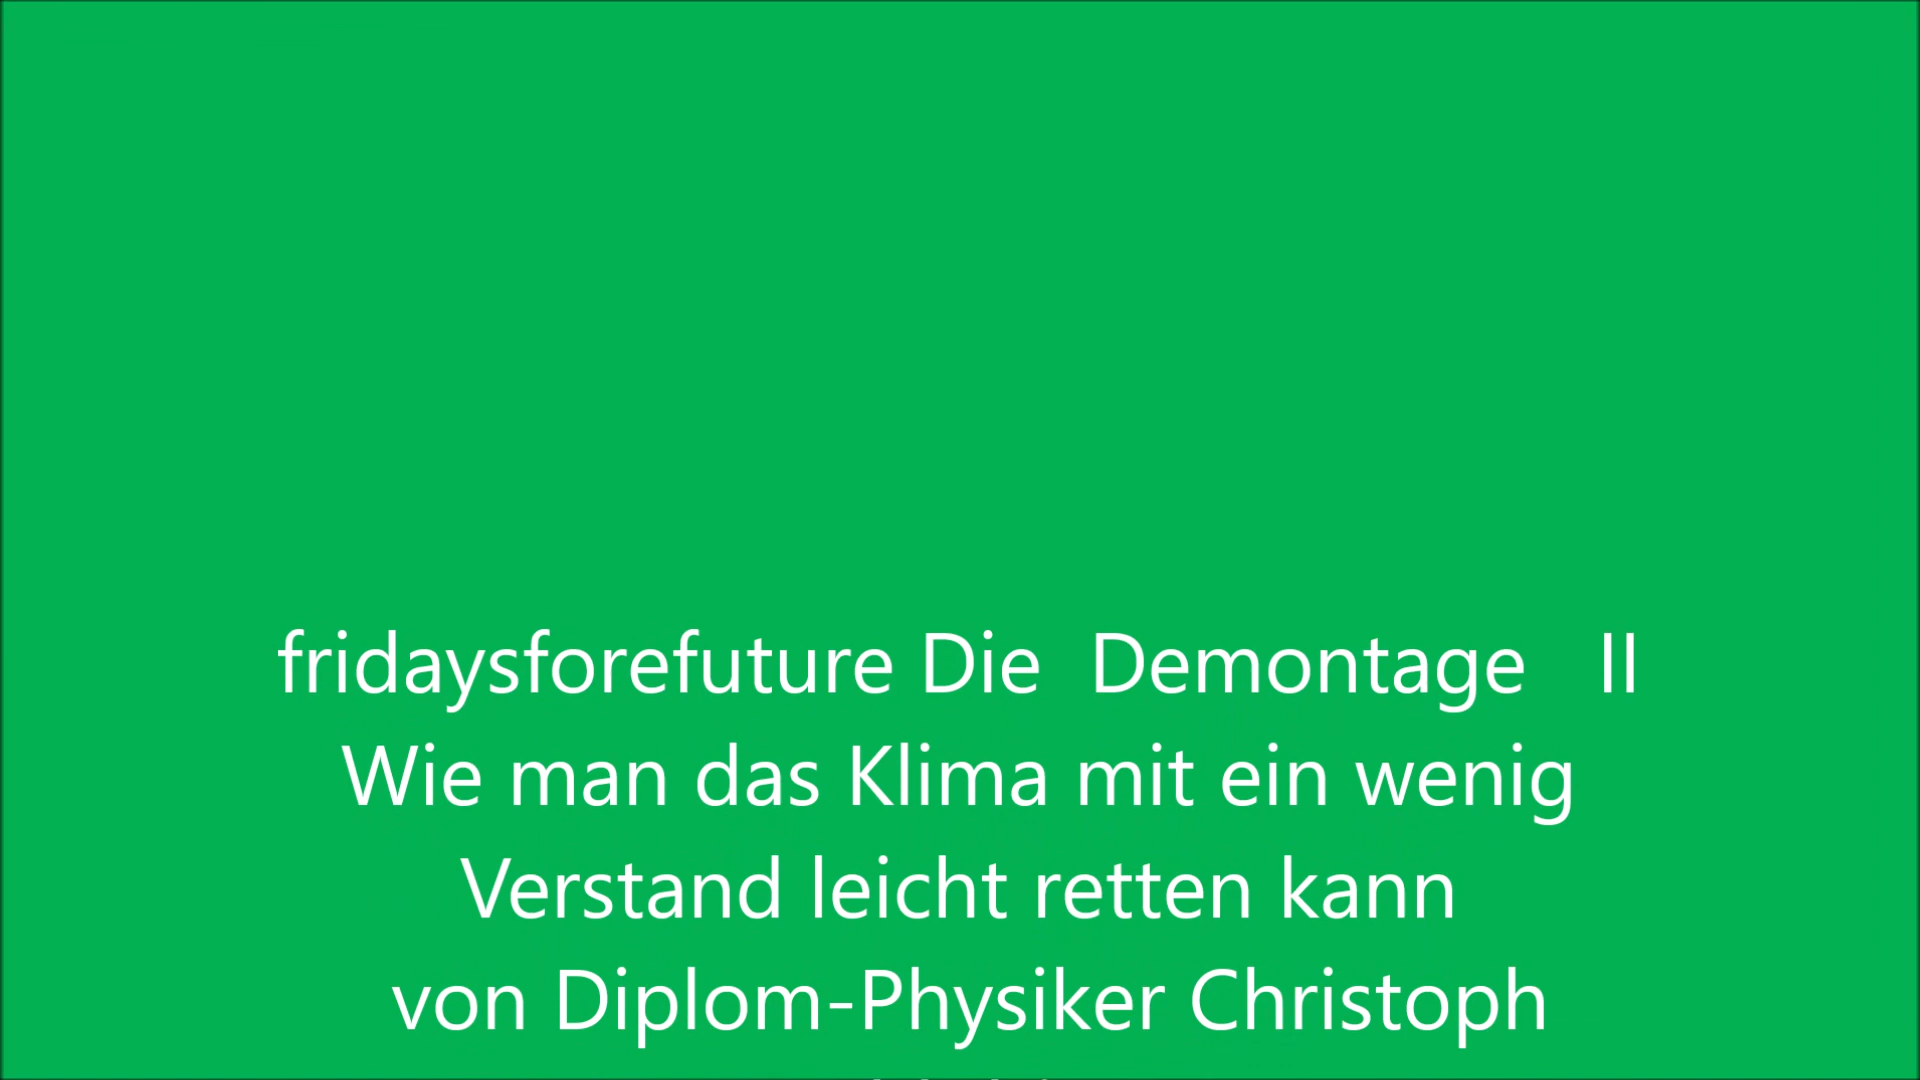 fridaysforefuture Die  Demontage   II
Wie man das Klima mit ein wenig
Verstand leicht retten kann
von Diplom-Physiker Christoph